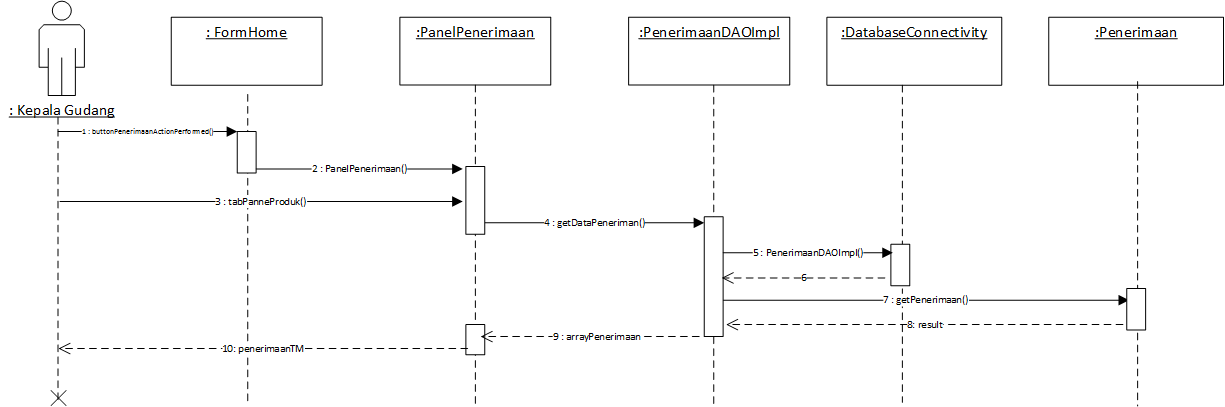 : FormHome
:PanelPenerimaan
:PenerimaanDAOImpl
:DatabaseConnectivity
:Penerimaan
: Kepala Gudang
1 : buttonPenerimaanActionPerformed()
2 : PanelPenerimaan()
3 : tabPanneProduk()
4 : getDataPeneriman()
5 : PenerimaanDAOImpl()
6
7 : getPenerimaan()
8: result
9 : arrayPenerimaan
10: penerimaanTM